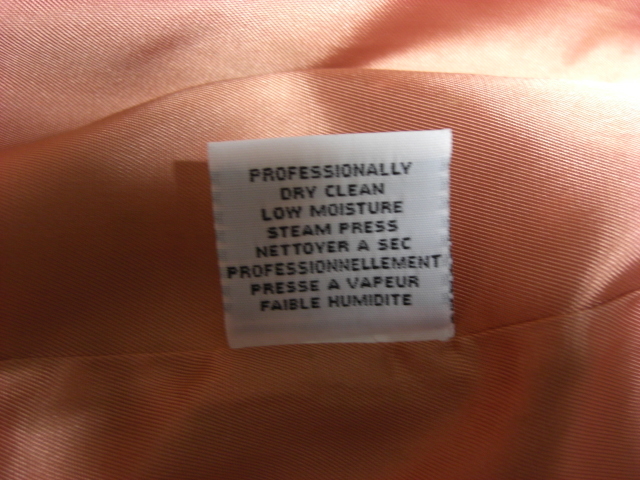 PROFESSIONALLY
DRY CLEAN
LOW MOISTURE
STEAM PRESS
NETTOYER A SEC
PROFESSIONNELLEMENT
PRESSE A VAPEUR
FAIBLE HUMIDITE